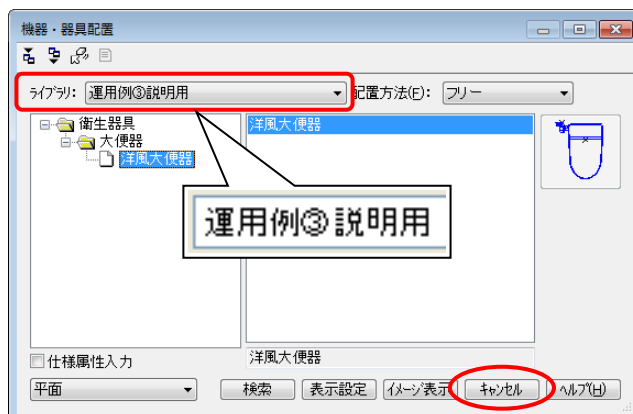 機器・器具配置
ライブラリ: 運用例③説明用 配置方法(F): フリー
衛生器具
大便器
洋風大便器
洋風大便器
運用例③説明用
仕様属性入力
洋風大便器
平面 検索 表示設定 イメージ表示 キャンセル ヘルプ(H)